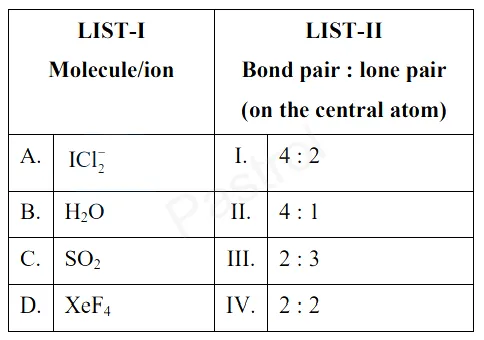 LIST-I LIST-II
Molecule/ion Bond pair : lone pair
(on the central atom)
A. ICl₂⁻ I. 4 : 2
B. H₂O II. 4 : 1
C. SO₂ III. 2 : 3
D. XeF₄ IV. 2 : 2